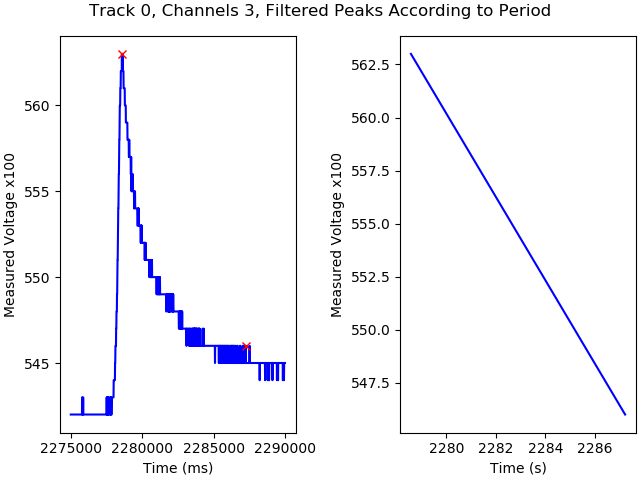 Track 0, Channels 3, Filtered Peaks According to Period
Measured Voltage x100
560
555
550
545
2275000 2280000 2285000 2290000
Time (ms)
Measured Voltage x100
562.5
560.0
557.5
555.0
552.5
550.0
547.5
2280 2282 2284 2286
Time (s)